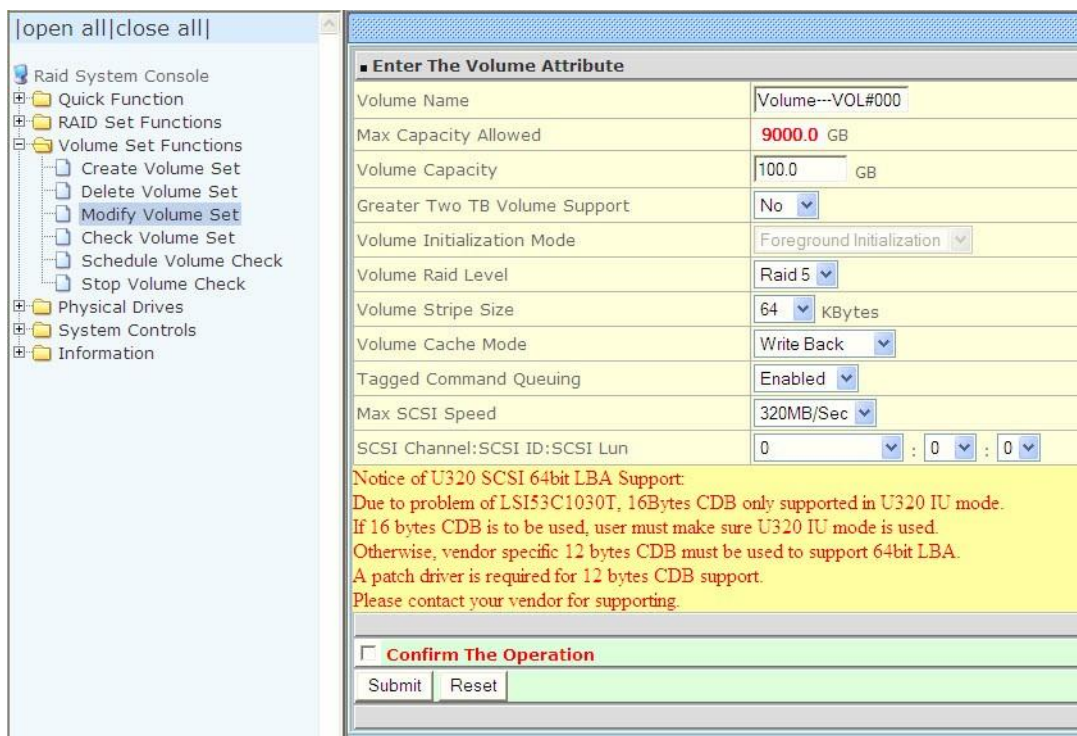 |open all|close all|
Raid System Console
Quick Function
RAID Set Functions
Volume Set Functions
Create Volume Set
Delete Volume Set
Modify Volume Set
Check Volume Set
Schedule Volume Check
Stop Volume Check
Physical Drives
System Controls
Information
Enter The Volume Attribute
Volume Name Volume---VOL#000
Max Capacity Allowed 9000.0 GB
Volume Capacity 100.0 GB
Greater Two TB Volume Support No
Volume Initialization Mode Foreground Initialization
Volume Raid Level Raid 5
Volume Stripe Size 64 KBytes
Volume Cache Mode Write Back
Tagged Command Queuing Enabled
Max SCSI Speed 320MB/Sec
SCSI Channel:SCSI ID:SCSI Lun 0 : 0 : 0
Notice of U320 SCSI 64bit LBA Support:
Due to problem of LSI53C1030T, 16Bytes CDB only supported in U320 IU mode.
If 16 bytes CDB is to be used, user must make sure U320 IU mode is used.
Otherwise, vendor specific 12 bytes CDB must be used to support 64bit LBA.
A patch driver is required for 12 bytes CDB support.
Please contact your vendor for supporting.
Confirm The Operation
Submit Reset